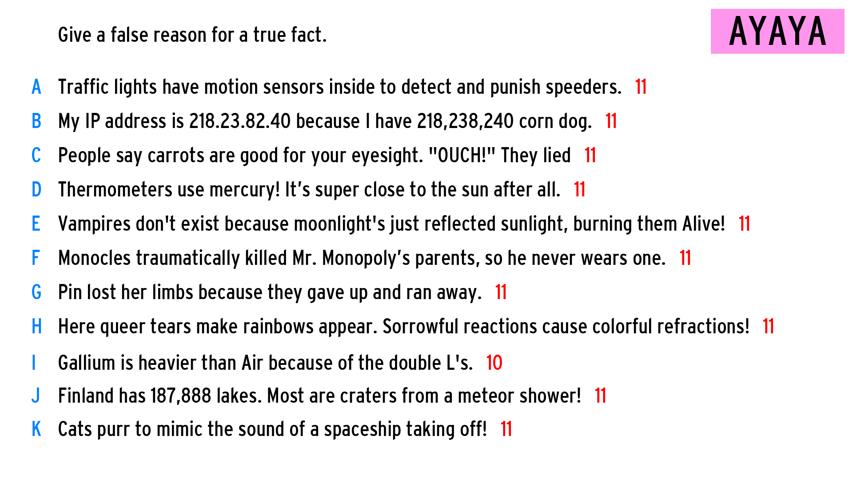 Give a false reason for a true fact.
AYAYA
A Traffic lights have motion sensors inside to detect and punish speeders. 11
B My IP address is 218.23.82.40 because I have 218,238,240 corn dog. 11
C People say carrots are good for your eyesight. "OUCH!" They lied 11
D Thermometers use mercury! It’s super close to the sun after all. 11
E Vampires don't exist because moonlight's just reflected sunlight, burning them Alive! 11
F Monocles traumatically killed Mr. Monopoly’s parents, so he never wears one. 11
G Pin lost her limbs because they gave up and ran away. 11
H Here queer tears make rainbows appear. Sorrowful reactions cause colorful refractions! 11
I Gallium is heavier than Air because of the double L's. 10
J Finland has 187,888 lakes. Most are craters from a meteor shower! 11
K Cats purr to mimic the sound of a spaceship taking off! 11